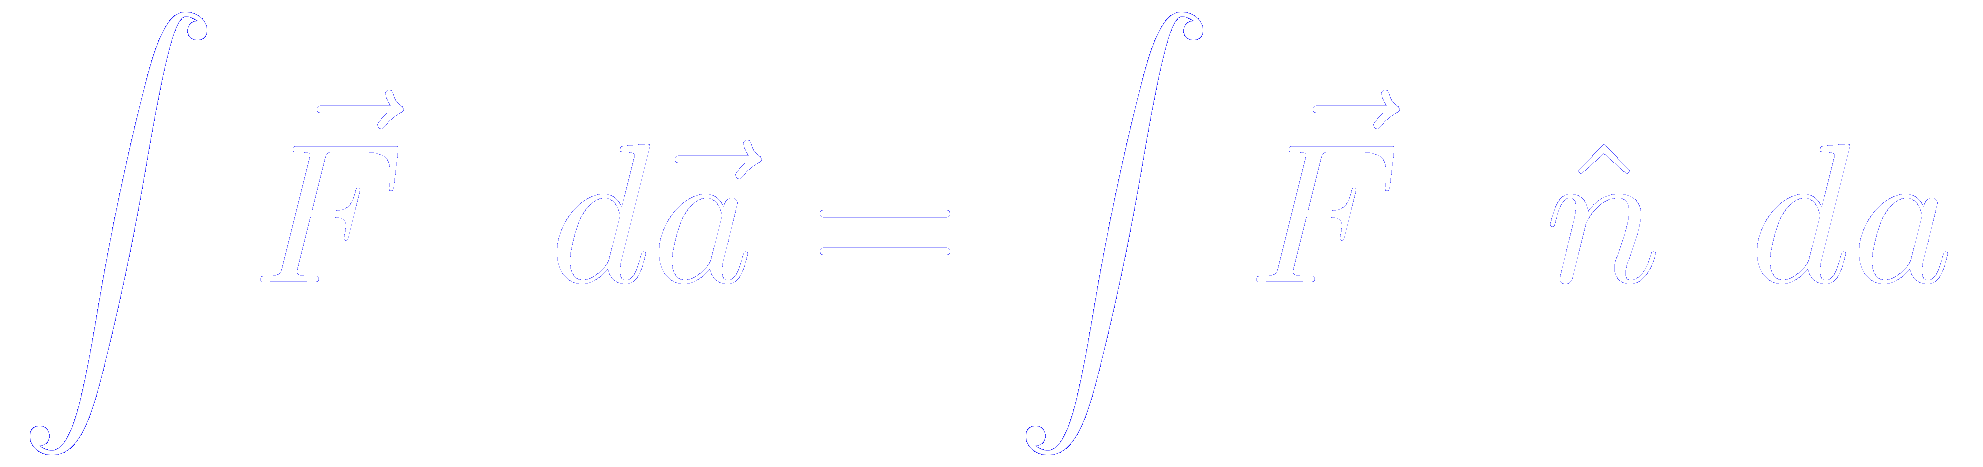 ∫ F⃗ da⃗ = ∫ F⃗ n̂ da